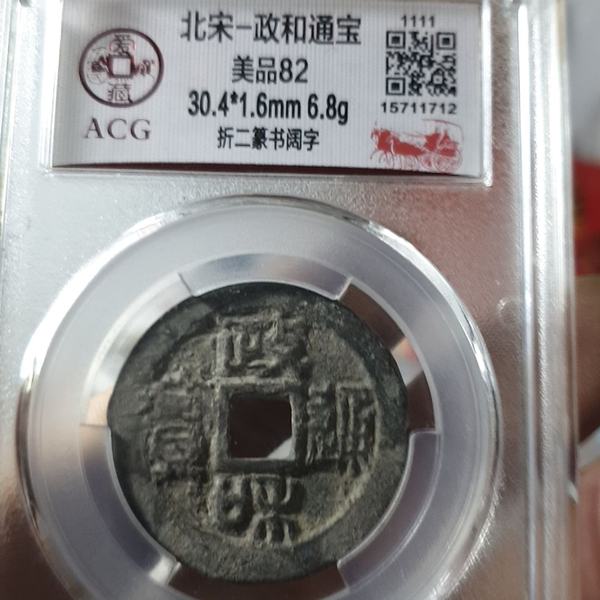 爱藏
ACG
北宋-政和通宝
美品82
30.4*1.6mm 6.8g
折二篆书阔字
1111
15711712
政和通寳